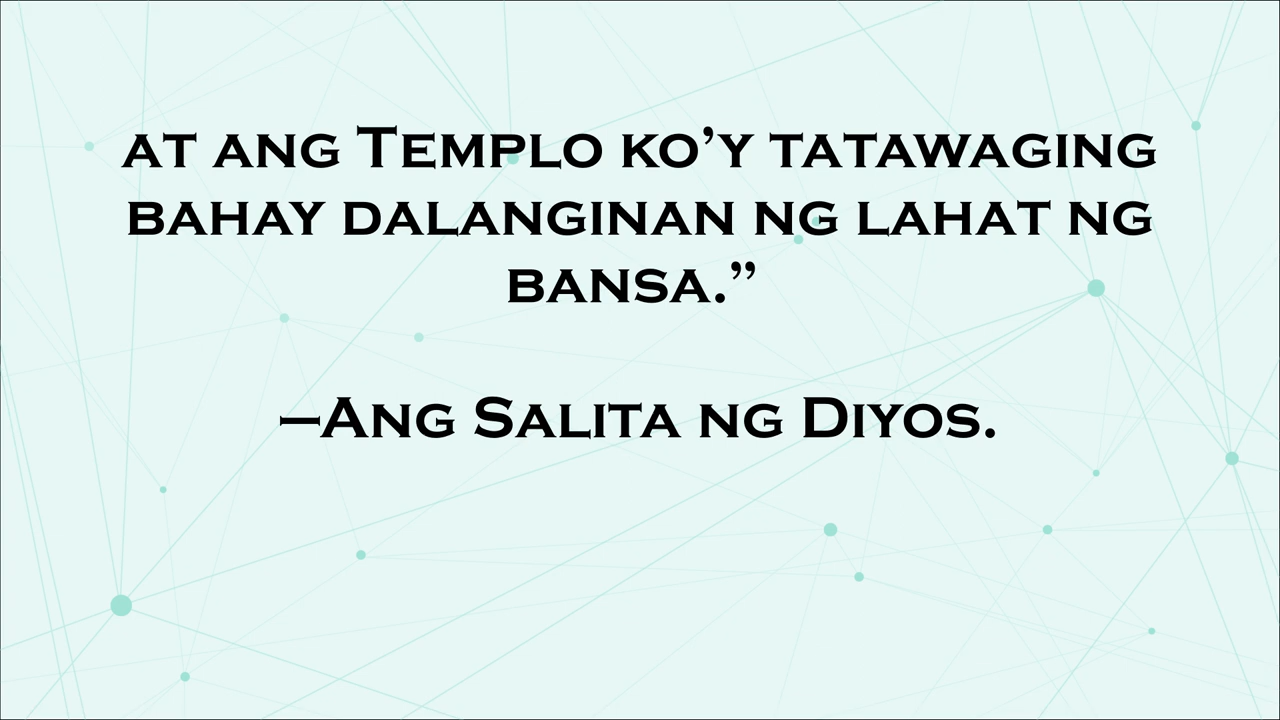 at ang Templo ko’y tatawaging
bahay dalanginan ng lahat ng
bansa.”
—Ang Salita ng Diyos.